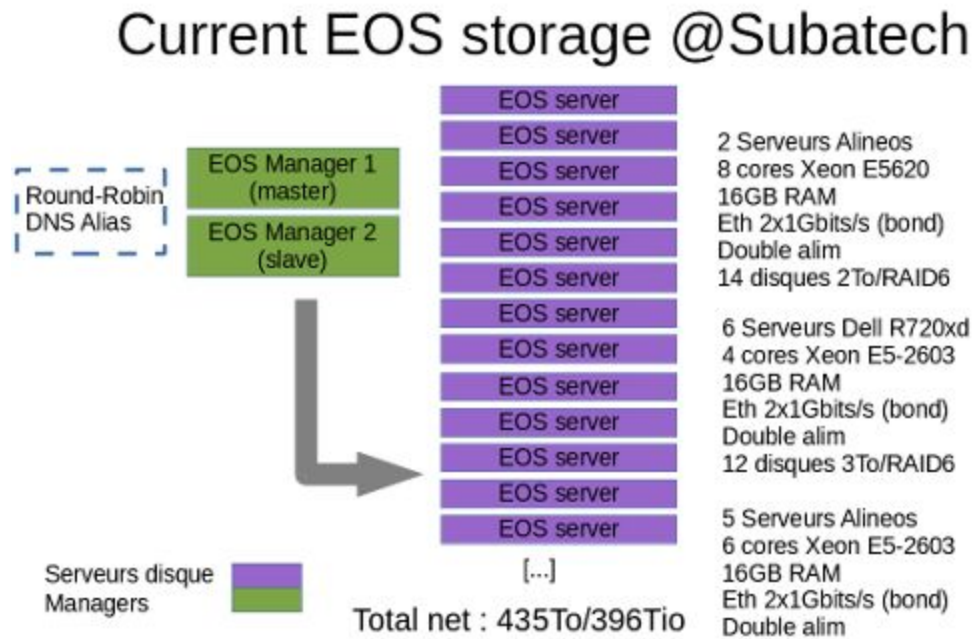 Current EOS storage @Subatech
Round-Robin
DNS Alias
EOS Manager 1
(master)
EOS Manager 2
(slave)
EOS server
EOS server
EOS server
EOS server
EOS server
EOS server
EOS server
EOS server
EOS server
EOS server
EOS server
EOS server
EOS server
[...]
Total net : 435To/396Tio
2 Serveurs Alineos
8 cores Xeon E5620
16GB RAM
Eth 2x1Gbits/s (bond)
Double alim
14 disques 2To/RAID6
6 Serveurs Dell R720xd
4 cores Xeon E5-2603
16GB RAM
Eth 2x1Gbits/s (bond)
Double alim
12 disques 3To/RAID6
5 Serveurs Alineos
6 cores Xeon E5-2603
16GB RAM
Eth 2x1Gbits/s (bond)
Double alim
Serveurs disque
Managers